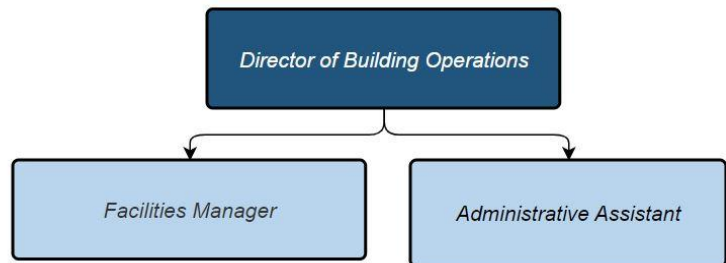 Director of Building Operations
Facilities Manager
Administrative Assistant